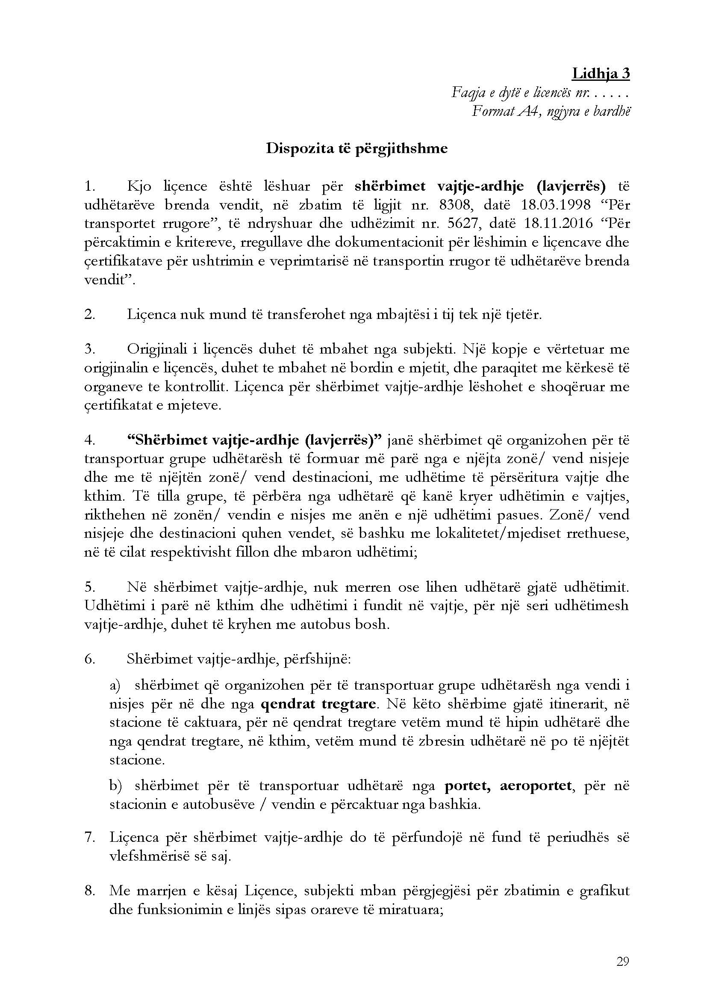 Lidhja 3
Faqja e dytë e licencës nr. . . . . .
Format A4, ngjyra e bardhë
Dispozita të përgjithshme
1. Kjo liçence është lëshuar për shërbimet vajtje-ardhje (lavjerrës) të
udhëtarëve brenda vendit, në zbatim të ligjit nr. 8308, datë 18.03.1998 “Për
transportet rrugore”, të ndryshuar dhe udhëzimit nr. 5627, datë 18.11.2016 “Për
përcaktimin e kritereve, rregullave dhe dokumentacionit për lëshimin e liçencave dhe
çertifikatave për ushtrimin e veprimtarisë në transportin rrugor të udhëtarëve brenda
vendit”.
2. Liçenca nuk mund të transferohet nga mbajtësi i tij tek një tjetër.
3. Origjinali i liçencës duhet të mbahet nga subjekti. Një kopje e vërtetuar me
origjinalin e liçencës, duhet te mbahet në bordin e mjetit, dhe paraqitet me kërkesë të
organeve te kontrollit. Liçenca për shërbimet vajtje-ardhje lëshohet e shoqëruar me
çertifikatat e mjeteve.
4. “Shërbimet vajtje-ardhje (lavjerrës)” janë shërbimet që organizohen për të
transportuar grupe udhëtarësh të formuar më parë nga e njëjta zonë/ vend nisjeje
dhe me të njëjtën zonë/ vend destinacioni, me udhëtime të përsëritura vajtje dhe
kthim. Të tilla grupe, të përbëra nga udhëtarë që kanë kryer udhëtimin e vajtjes,
rikthehen në zonën/ vendin e nisjes me anën e një udhëtimi pasues. Zonë/ vend
nisjeje dhe destinacioni quhen vendet, së bashku me lokalitetet/mjediset rrethuese,
në të cilat respektivisht fillon dhe mbaron udhëtimi;
5. Në shërbimet vajtje-ardhje, nuk merren ose lihen udhëtarë gjatë udhëtimit.
Udhëtimi i parë në kthim dhe udhëtimi i fundit në vajtje, për një seri udhëtimesh
vajtje-ardhje, duhet të kryhen me autobus bosh.
6. Shërbimet vajtje-ardhje, përfshijnë:
a) shërbimet që organizohen për të transportuar grupe udhëtarësh nga vendi i
nisjes për në dhe nga qendrat tregtare. Në këto shërbime gjatë itinerarit, në
stacione të caktuara, për në qendrat tregtare vetëm mund të hipin udhëtarë dhe
nga qendrat tregtare, në kthim, vetëm mund të zbresin udhëtarë në po të njëjtët
stacione.
b) shërbimet për të transportuar udhëtarë nga portet, aeroportet, për në
stacionin e autobusëve / vendin e përcaktuar nga bashkia.
7. Liçenca për shërbimet vajtje-ardhje do të përfundojë në fund të periudhës së
vlefshmërisë së saj.
8. Me marrjen e kësaj Liçence, subjekti mban përgjegjësi për zbatimin e grafikut
dhe funksionimin e linjës sipas orareve të miratuara;
29